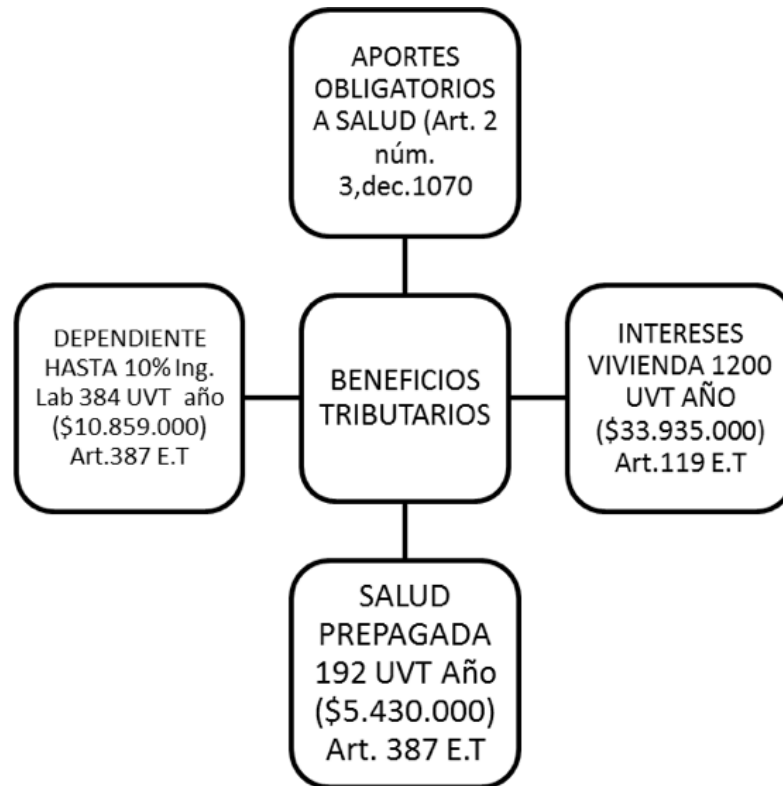 APORTES
OBLIGATORIOS
A SALUD (Art. 2
núm.
3,dec.1070
DEPENDIENTE
HASTA 10% Ing.
Lab 384 UVT año
($10.859.000)
Art.387 E.T
BENEFICIOS
TRIBUTARIOS
INTERESES
VIVIENDA 1200
UVT AÑO
($33.935.000)
Art.119 E.T
SALUD
PREPAGADA
192 UVT Año
($5.430.000)
Art. 387 E.T